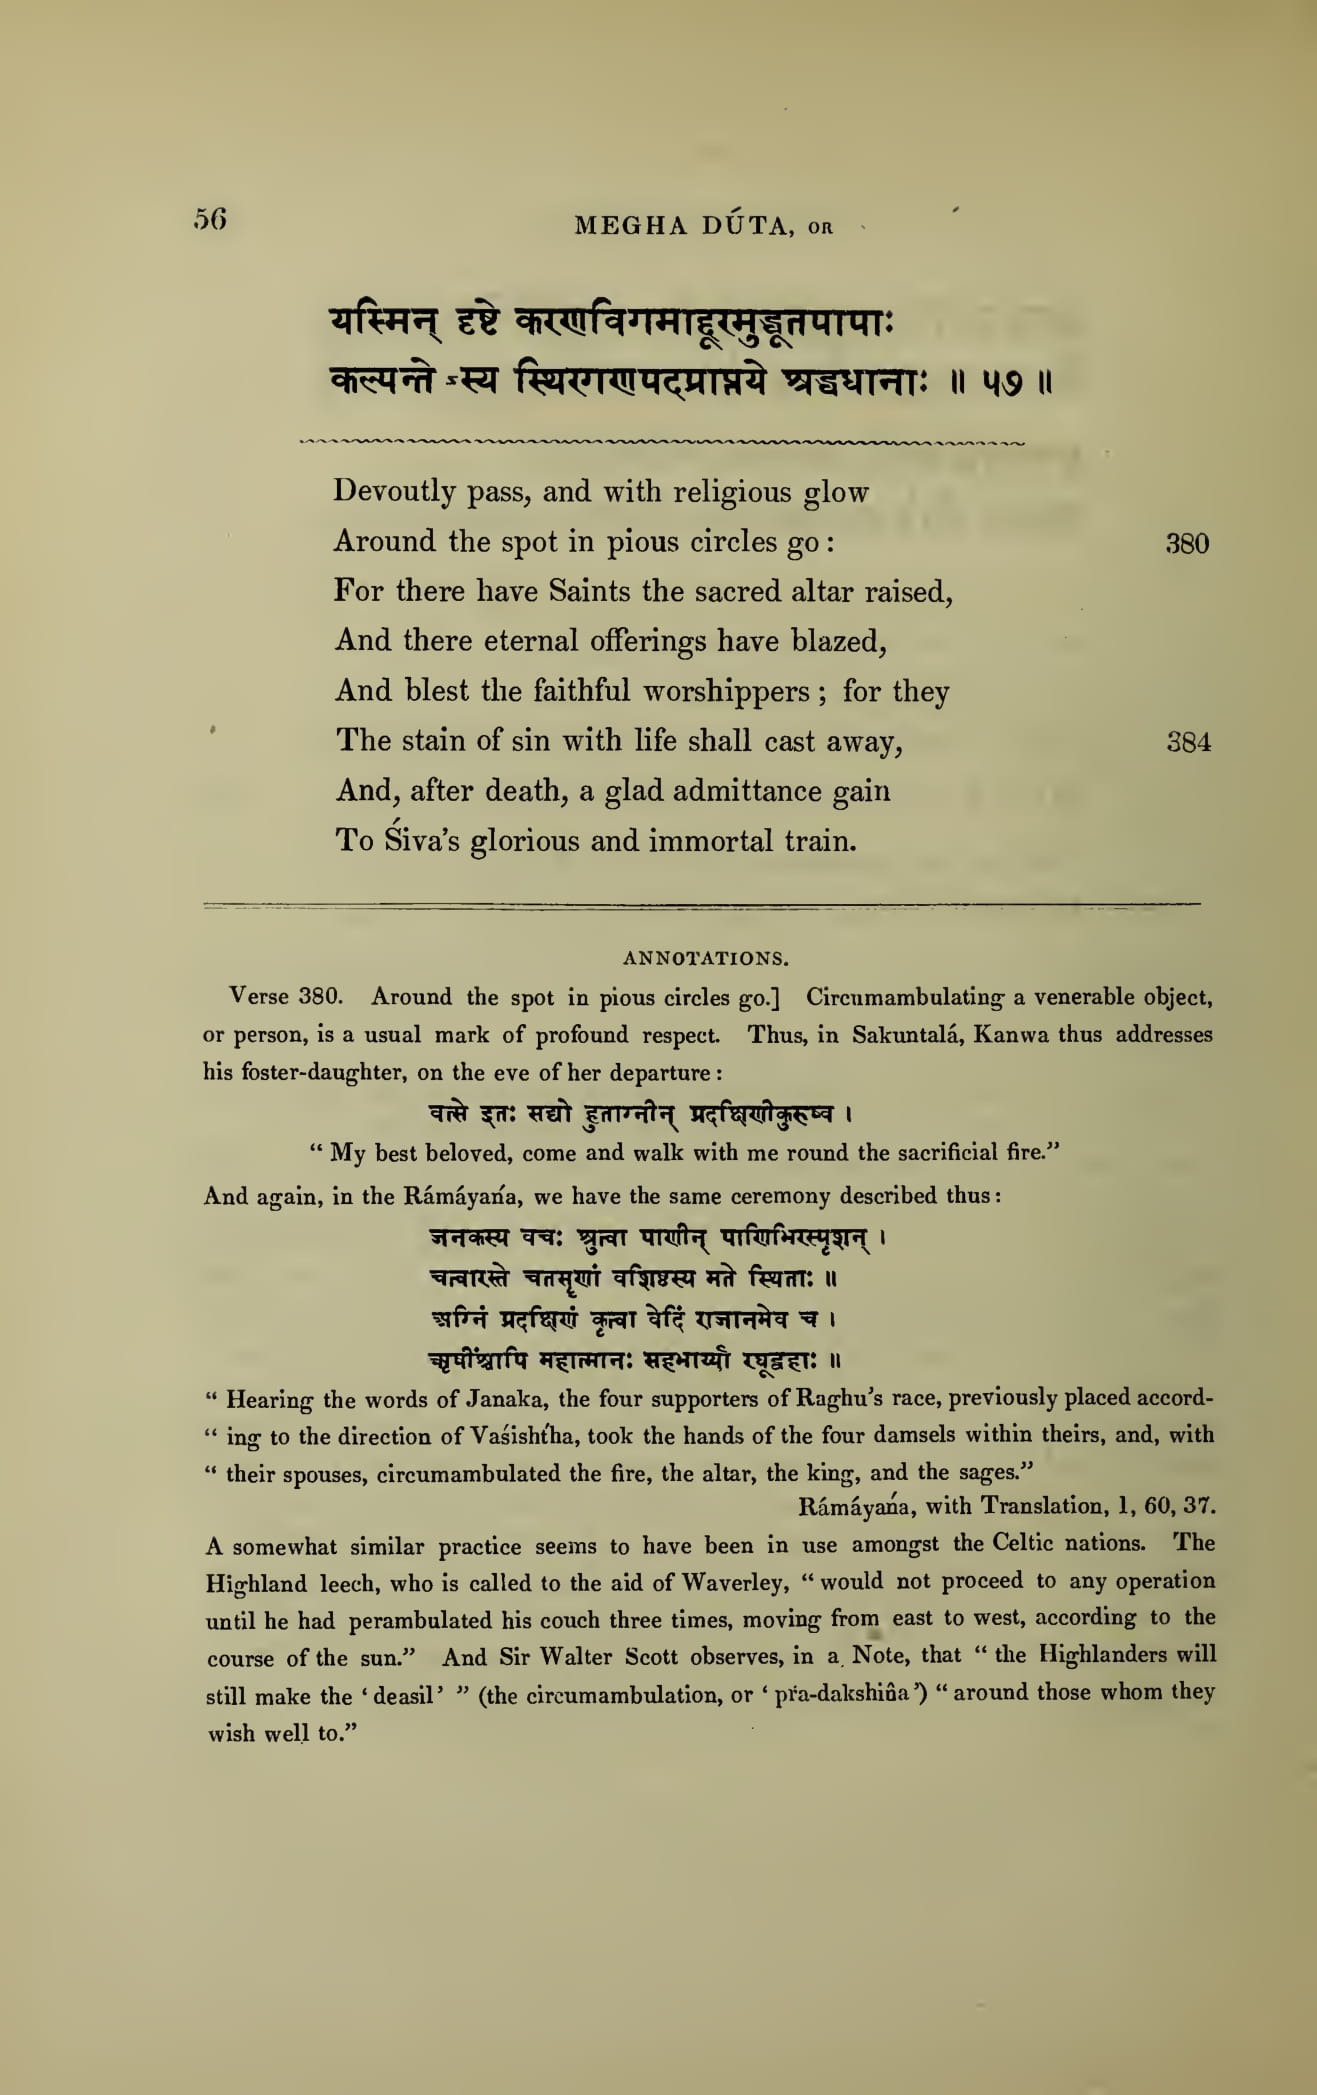 56
MEGHA DÚTA, OR
यस्मिन् दृष्टे करणविगमादूरमुद्धूतपापाः
कल्पन्ते ऽस्य स्थिरगणपदप्राप्तये श्रद्दधानाः ॥ ५७ ॥
Devoutly pass, and with religious glow
Around the spot in pious circles go : 380
For there have Saints the sacred altar raised,
And there eternal offerings have blazed,
And blest the faithful worshippers ; for they
The stain of sin with life shall cast away, 384
And, after death, a glad admittance gain
To Śiva's glorious and immortal train.
ANNOTATIONS.
Verse 380. Around the spot in pious circles go.] Circumambulating a venerable object,
or person, is a usual mark of profound respect. Thus, in Sakuntalá, Kanwa thus addresses
his foster-daughter, on the eve of her departure :
वत्से इतः सद्यो हुताग्नीन् प्रदक्षिणीकुरुष्व ।
“ My best beloved, come and walk with me round the sacrificial fire.”
And again, in the Rámáyańa, we have the same ceremony described thus :
जनकस्य वचः श्रुत्वा पाणीन् पाणिभिरस्पृशन् ।
चत्वारस्ते चतसृणां वशिष्ठस्य मते स्थिताः ॥
अग्निं प्रदक्षिणं कृत्वा वेदिं राजानमेव च ।
ऋषींश्चापि महात्मानः सहभार्य्या रघूद्वहाः ॥
“ Hearing the words of Janaka, the four supporters of Raghu's race, previously placed accord-
“ ing to the direction of Vaśisht́ha, took the hands of the four damsels within theirs, and, with
“ their spouses, circumambulated the fire, the altar, the king, and the sages.”
Rámáyańa, with Translation, 1, 60, 37.
A somewhat similar practice seems to have been in use amongst the Celtic nations. The
Highland leech, who is called to the aid of Waverley, “ would not proceed to any operation
until he had perambulated his couch three times, moving from east to west, according to the
course of the sun.” And Sir Walter Scott observes, in a Note, that “ the Highlanders will
still make the ‘ deasil ’ ” (the circumambulation, or ‘ pŕa-dakshińa ’) “ around those whom they
wish well to.”